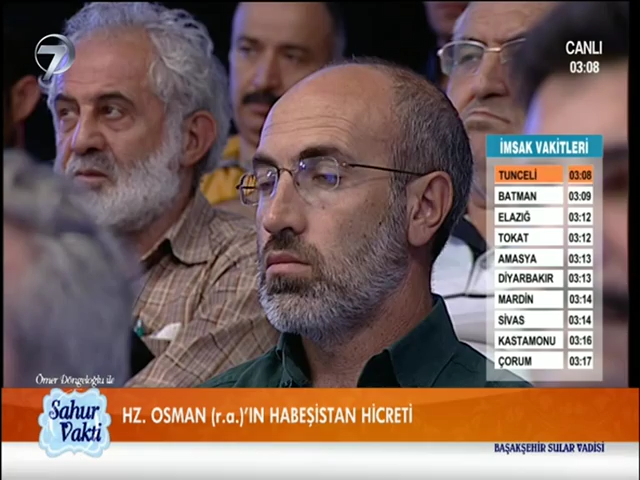 7
CANLI
03:08
İMSAK VAKİTLERİ
TUNCELİ 03:08
BATMAN 03:09
ELAZIĞ 03:12
TOKAT 03:12
AMASYA 03:13
DİYARBAKIR 03:13
MARDİN 03:14
SİVAS 03:14
KASTAMONU 03:16
ÇORUM 03:17
Ömer Döngeloğlu ile
Sahur
Vakti
HZ. OSMAN (r.a.)'IN HABEŞİSTAN HİCRETİ
BAŞAKŞEHİR SULAR VADİSİ